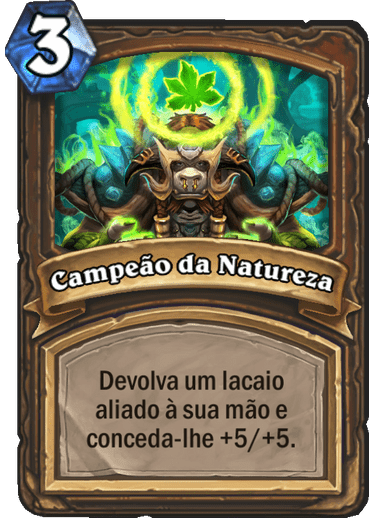 3
Campeão da Natureza
Devolva um lacaio
aliado à sua mão e
conceda-lhe +5/+5.